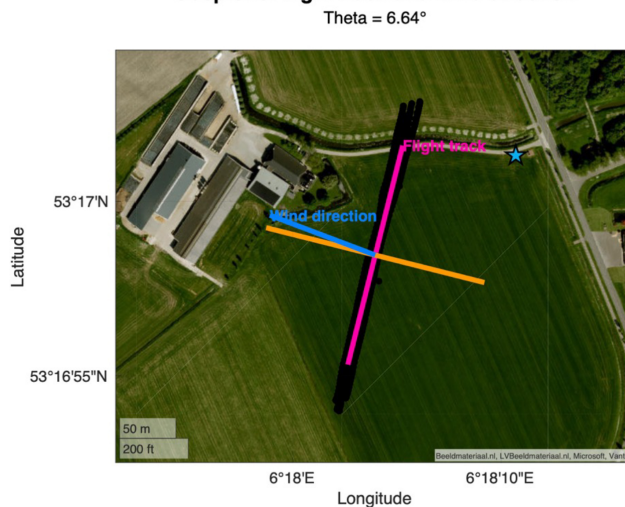 Theta = 6.64°
Flight track
Wind direction
53°17'N
53°16'55"N
Latitude
50 m
200 ft
Beeldmateriaal.nl, LVBeeldmateriaal.nl, Microsoft, Vant
6°18'E
6°18'10"E
Longitude